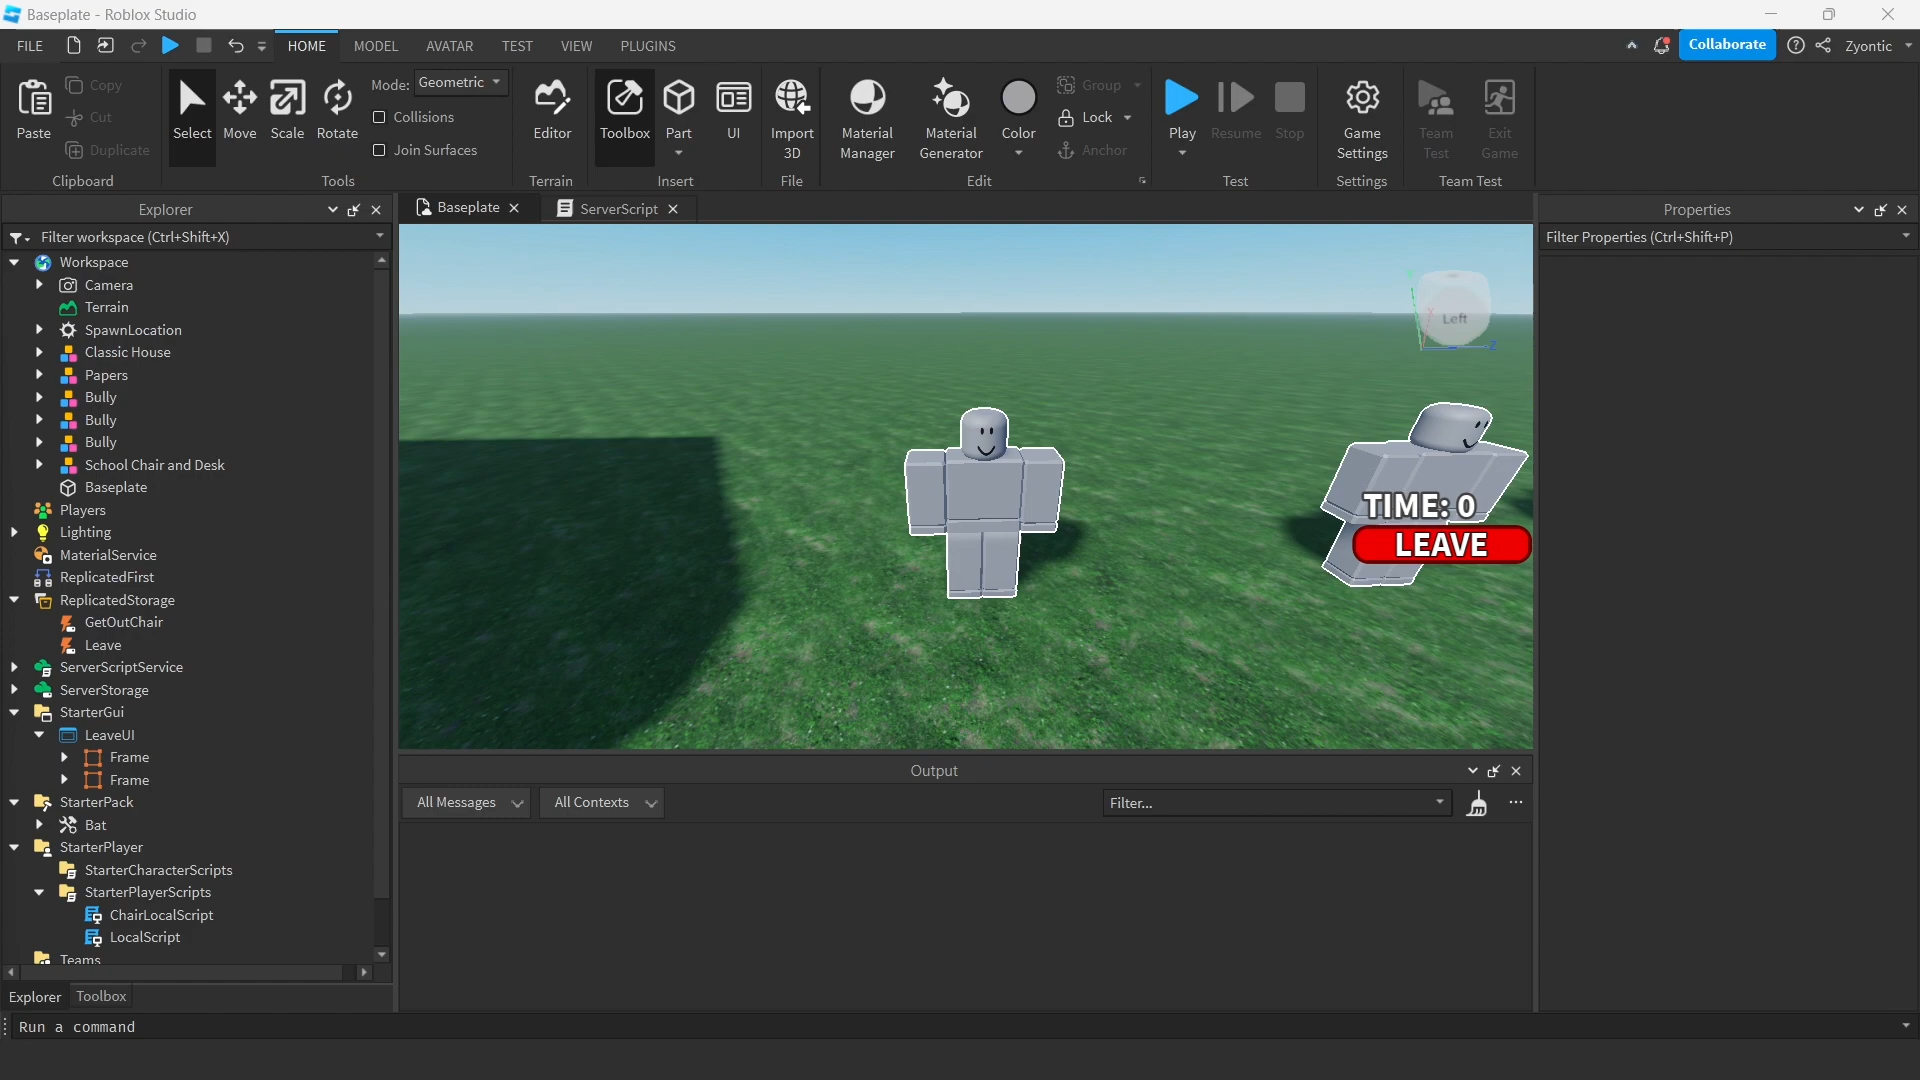 Baseplate - Roblox Studio
FILE
HOME
MODEL
AVATAR
TEST
VIEW
PLUGINS
Collaborate
Zyontic
Paste
Copy
Cut
Duplicate
Clipboard
Select
Move
Scale
Rotate
Mode: Geometric
Collisions
Join Surfaces
Tools
Editor
Terrain
Toolbox
Part
UI
Insert
Import
3D
File
Material
Manager
Material
Generator
Color
Group
Lock
Anchor
Edit
Play
Resume
Stop
Test
Game
Settings
Settings
Team
Test
Exit
Game
Team Test
Explorer
Filter workspace (Ctrl+Shift+X)
Workspace
Camera
Terrain
SpawnLocation
Classic House
Papers
Bully
Bully
Bully
School Chair and Desk
Baseplate
Players
Lighting
MaterialService
ReplicatedFirst
ReplicatedStorage
GetOutChair
Leave
ServerScriptService
ServerStorage
StarterGui
LeaveUI
Frame
Frame
StarterPack
Bat
StarterPlayer
StarterCharacterScripts
StarterPlayerScripts
ChairLocalScript
LocalScript
Teams
Explorer
Toolbox
Baseplate
ServerScript
Left
X
Z
TIME: 0
LEAVE
Output
All Messages
All Contexts
Filter...
Properties
Filter Properties (Ctrl+Shift+P)
Run a command